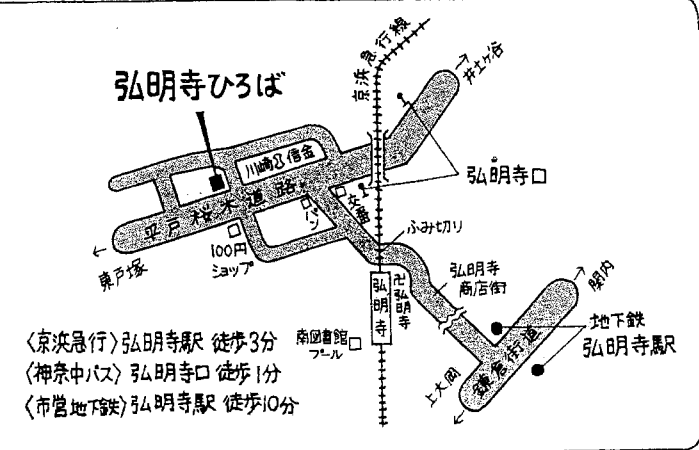 京浜急行線
井土ヶ谷
弘明寺ひろば
川崎信金
弘明寺口
平戸桜木道路
交番
パン
ふみ切り
100円
ショップ
東戸塚
弘明寺
卍弘明寺
弘明寺
商店街
関内
地下鉄
弘明寺駅
鎌倉街道
上大岡
南図書館
プール
〈京浜急行〉弘明寺駅 徒歩3分
〈神奈中バス〉弘明寺口 徒歩1分
〈市営地下鉄〉弘明寺駅 徒歩10分